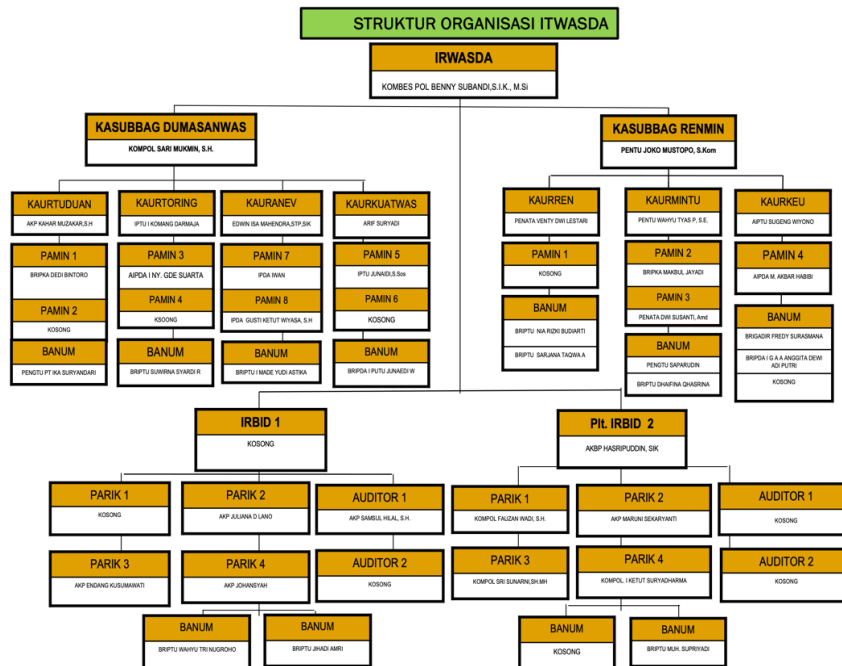 STRUKTUR ORGANISASI ITWASDA
IRWASDA
KOMBES POL BENNY SUBANDI,S.I.K., M.Si
KASUBBAG DUMASANWAS
KOMPOL SARI MUKMIN, S.H.
KASUBBAG RENMIN
PENTU JOKO MUSTOPO, S.Kom
KAURTUDUAN
AKP KAHAR MUZAKAR,S.H
PAMIN 1
BRIPKA DEDI BINTORO
PAMIN 2
KOSONG
BANUM
PENGTU PT IKA SURYANDARI
KAURTORING
IPTU I KOMANG DARMAJA
PAMIN 3
AIPDA I NY. GDE SUARTA
PAMIN 4
KSOONG
BANUM
BRIPTU SUWIRNA SYARDI R
KAURANEV
EDWIN ISA MAHENDRA,STP,SIK
PAMIN 7
IPDA IWAN
PAMIN 8
IPDA GUSTI KETUT WIYASA, S.H
BANUM
BRIPTU I MADE YUDI ASTIKA
KAURKUATWAS
ARIF SURYADI
PAMIN 5
IPTU JUNAIDI,S.Sos
PAMIN 6
KOSONG
BANUM
BRIPDA I PUTU JUNAEDI W
KAURREN
PENATA VENTY DWI LESTARI
PAMIN 1
KOSONG
BANUM
BRIPTU NIA RIZKI BUDIARTI
BRIPTU SARJANA TAQWA A
KAURMINTU
PENTU WAHYU TYAS P, S.E.
PAMIN 2
BRIPKA MAKBUL JAYADI
PAMIN 3
PENATA DWI SUSANTI, Amd
BANUM
PENGTU SAPARUDIN
BRIPTU DHAIFINA QHASRINA
KAURKEU
AIPTU SUGENG WIYONO
PAMIN 4
AIPDA M. AKBAR HABIBI
BANUM
BRIGADIR FREDY SURASMANA
BRIPDA I G A A ANGGITA DEWI
ADI PUTRI
KOSONG
IRBID 1
KOSONG
Plt. IRBID 2
AKBP HASRIPUDDIN, SIK
PARIK 1
KOSONG
PARIK 2
AKP JULIANA D LANO
AUDITOR 1
AKP SAMSUL HILAL, S.H.
PARIK 1
KOMPOL FAUZAN WADI, S.H.
PARIK 2
AKP MARUNI SEKARYANTI
AUDITOR 1
KOSONG
PARIK 3
AKP ENDANG KUSUMAWATI
PARIK 4
AKP JOHANSYAH
AUDITOR 2
KOSONG
PARIK 3
KOMPOL SRI SUNARNI,SH.MH
PARIK 4
KOMPOL. I KETUT SURYADHARMA
AUDITOR 2
KOSONG
BANUM
BRIPTU WAHYU TRI NUGROHO
BANUM
BRIPTU JIHADI AMRI
BANUM
KOSONG
BANUM
BRIPTU MUH. SUPRIYADI